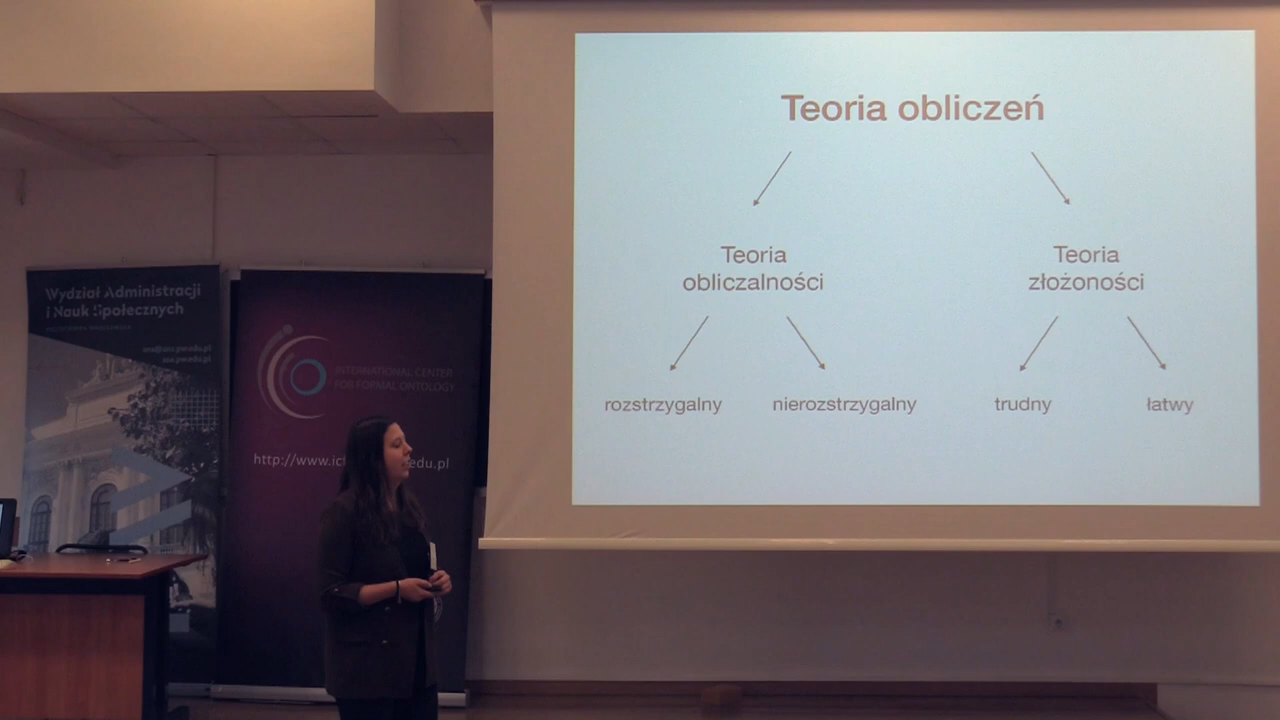 Teoria obliczeń
Teoria
obliczalności
Teoria
złożoności
rozstrzygalny
nierozstrzygalny
trudny
łatwy
Wydział Administracji
i Nauk Społecznych
INTERNATIONAL CENTER
FOR FORMAL ONTOLOGY
http://www.ic
edu.pl